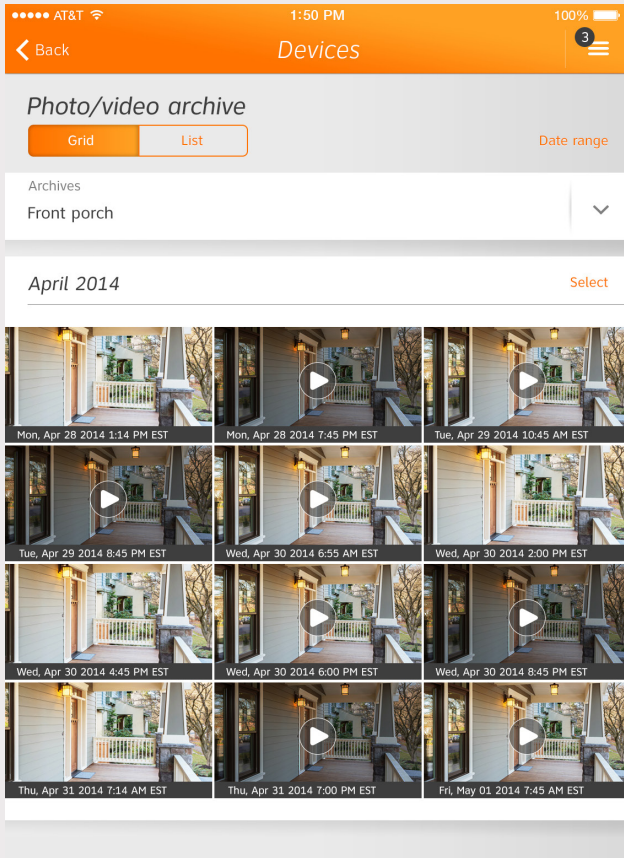 AT&T 1:50 PM 100%
Back Devices 3
Photo/video archive
Grid List Date range
Archives
Front porch
April 2014 Select
Mon, Apr 28 2014 1:14 PM EST Mon, Apr 28 2014 7:45 PM EST Tue, Apr 29 2014 10:45 AM EST
Tue, Apr 29 2014 8:45 PM EST Wed, Apr 30 2014 6:55 AM EST Wed, Apr 30 2014 2:00 PM EST
Wed, Apr 30 2014 4:45 PM EST Wed, Apr 30 2014 6:00 PM EST Wed, Apr 30 2014 8:45 PM EST
Thu, Apr 31 2014 7:14 AM EST Thu, Apr 31 2014 7:00 PM EST Fri, May 01 2014 7:45 AM EST